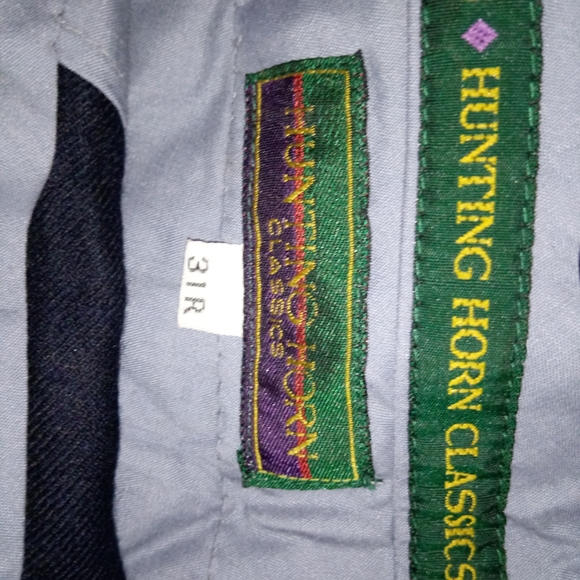 31R
HUNTING HORN
CLASSICS
HUNTING HORN CLASSICS